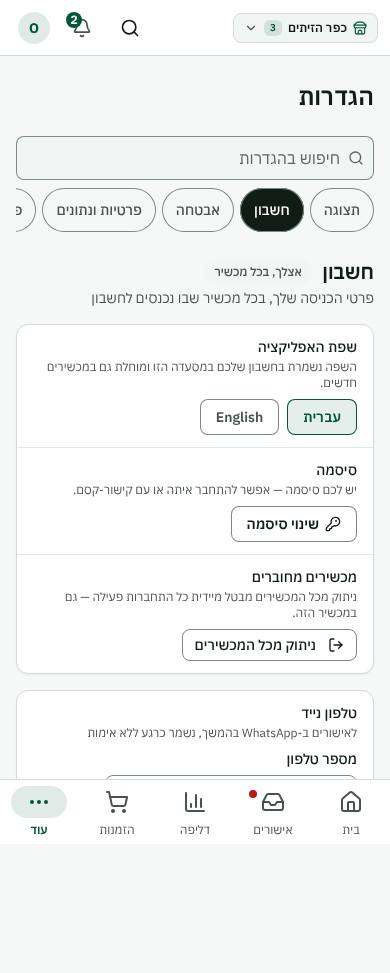 כפר הזיתים 3
2
O
הגדרות
חיפוש בהגדרות
תצוגה
חשבון
אבטחה
פרטיות ונתונים
חשבון
אצלך, בכל מכשיר
פרטי הכניסה שלך, בכל מכשיר שבו נכנסים לחשבון
שפת האפליקציה
השפה נשמרת בחשבון שלכם במסעדה הזו ומוחלת גם במכשירים
חדשים.
עברית
English
סיסמה
יש לכם סיסמה — אפשר להתחבר איתה או עם קישור-קסם.
שינוי סיסמה
מכשירים מחוברים
ניתוק מכל המכשירים מבטל מיידית כל התחברות פעילה — גם
במכשיר הזה.
ניתוק מכל המכשירים
טלפון נייד
לאישורים ב-WhatsApp בהמשך, נשמר כרגע ללא אימות
מספר טלפון
בית
אישורים
דליפה
הזמנות
עוד